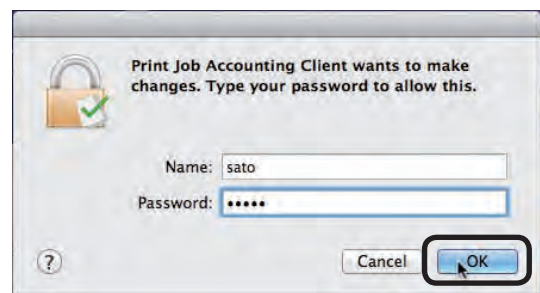 Print Job Accounting Client wants to make
changes. Type your password to allow this.
Name: sato
Password: •••••
?
Cancel
OK